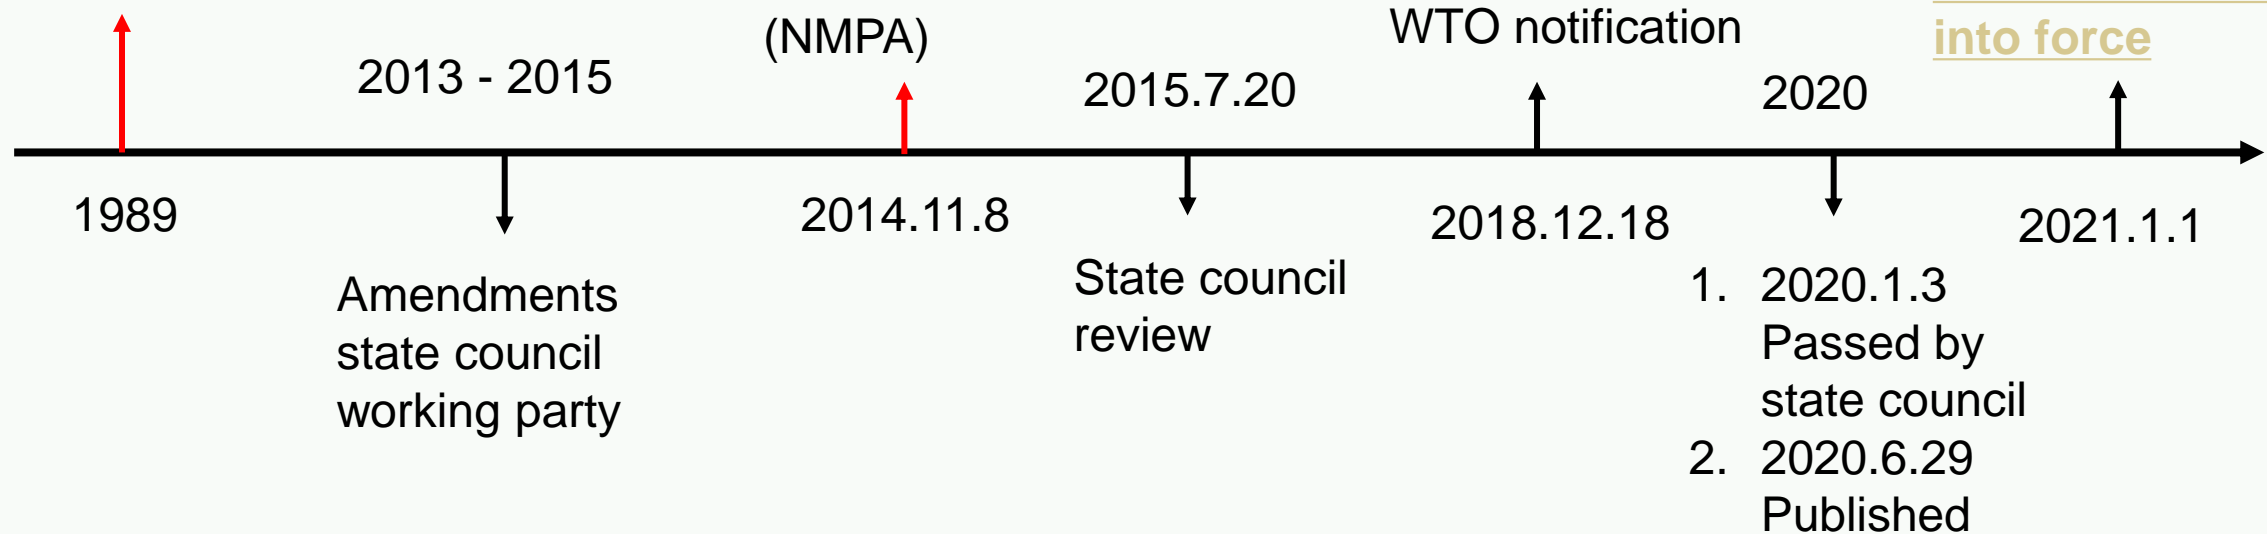 (NMPA)
WTO notification
into force
2013 - 2015
2015.7.20
2020
1989
2014.11.8
2018.12.18
2021.1.1
Amendments
state council
working party
State council
review
1. 2020.1.3
Passed by
state council
2. 2020.6.29
Published